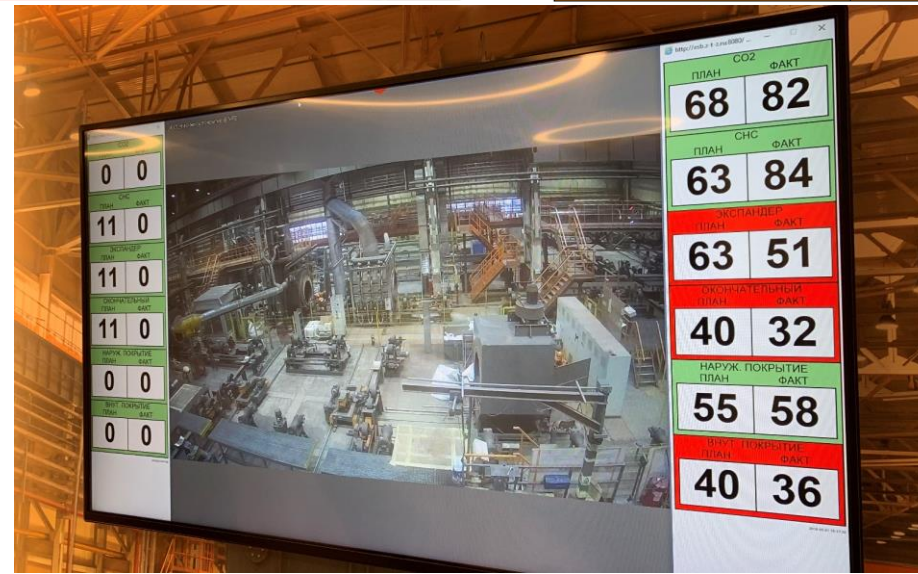 0 0
СНС
ПЛАН ФАКТ
11 0
ЭКСПАНДЕР
ПЛАН ФАКТ
11 0
ОКОНЧАТЕЛЬНЫЙ
ПЛАН ФАКТ
11 0
НАРУЖ. ПОКРЫТИЕ
ПЛАН ФАКТ
0 0
ВНУТ. ПОКРЫТИЕ
ПЛАН ФАКТ
0 0
СО2
ПЛАН ФАКТ
68 82
СНС
ПЛАН ФАКТ
63 84
ЭКСПАНДЕР
ПЛАН ФАКТ
63 51
ОКОНЧАТЕЛЬНЫЙ
ПЛАН ФАКТ
40 32
НАРУЖ. ПОКРЫТИЕ
ПЛАН ФАКТ
55 58
ВНУТ. ПОКРЫТИЕ
ПЛАН ФАКТ
40 36